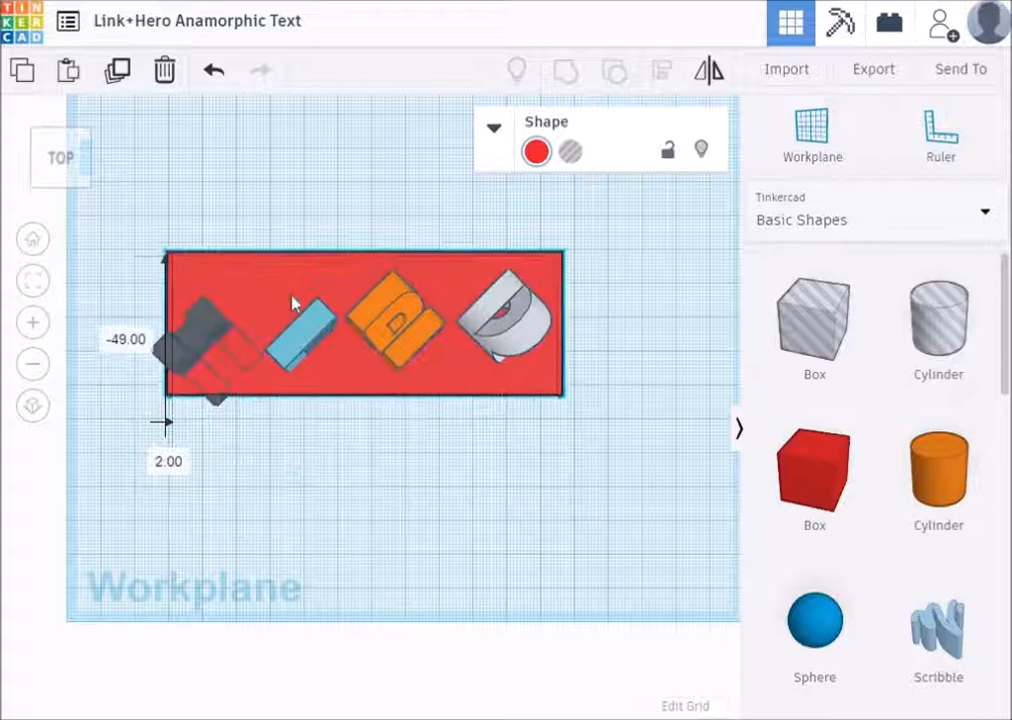 TIN
KER
CAD
Link+Hero Anamorphic Text
Import
Export
Send To
TOP
Shape
Workplane
Ruler
Tinkercad
Basic Shapes
-49.00
2.00
Box
Cylinder
Box
Cylinder
Sphere
Scribble
Workplane
Edit Grid